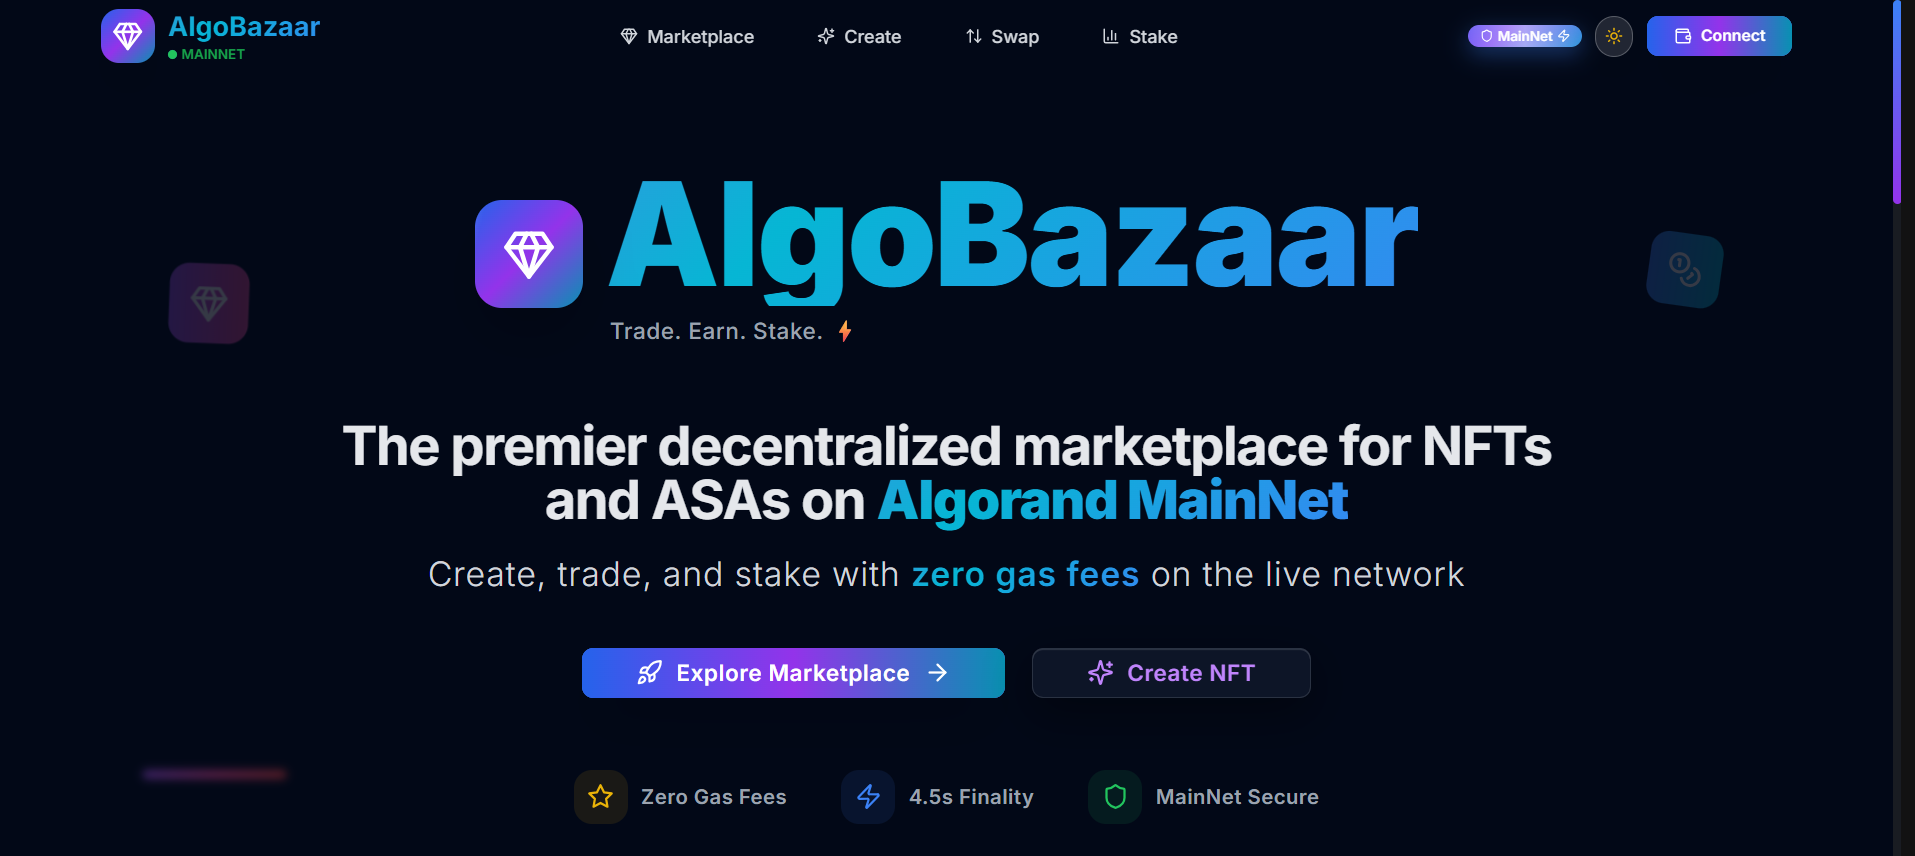 AlgoBazaar
MAINNET
Marketplace
Create
Swap
Stake
MainNet
Connect
AlgoBazaar
Trade. Earn. Stake.
The premier decentralized marketplace for NFTs
and ASAs on Algorand MainNet
Create, trade, and stake with zero gas fees on the live network
Explore Marketplace
Create NFT
Zero Gas Fees
4.5s Finality
MainNet Secure